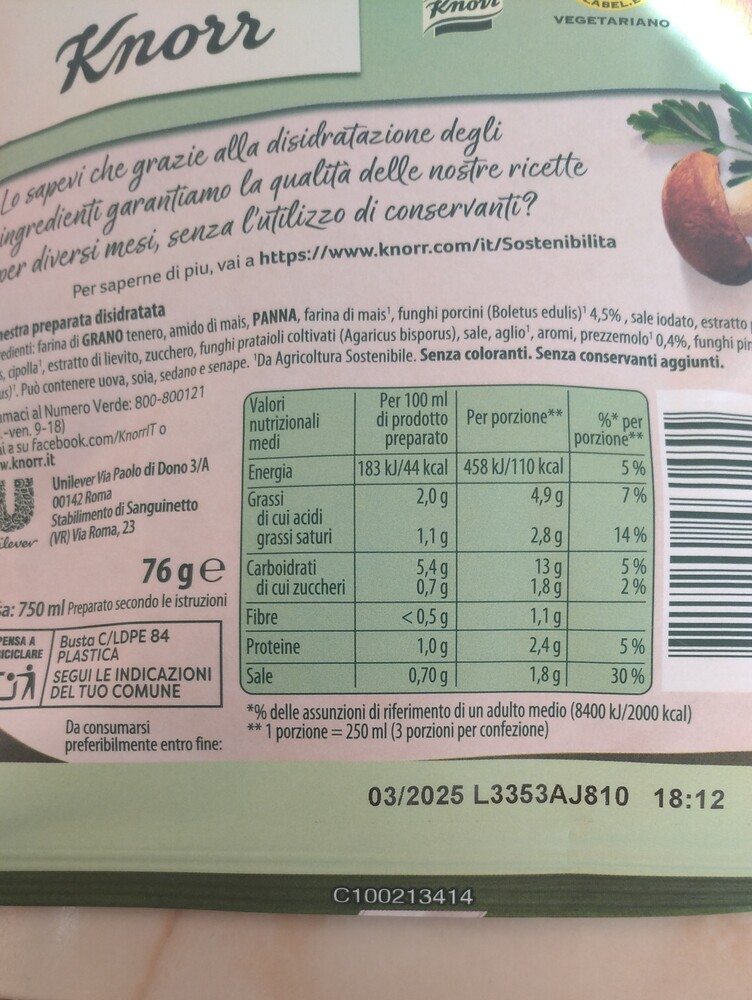 Knorr
Knorr
LABEL.E
VEGETARIANO
Lo sapevi che grazie alla disidratazione degli
ingredienti garantiamo la qualità delle nostre ricette
per diversi mesi, senza l'utilizzo di conservanti?
Per saperne di piu, vai a https://www.knorr.com/it/Sostenibilita
nestra preparata disidratata
redienti: farina di GRANO tenero, amido di mais, PANNA, farina di mais¹, funghi porcini (Boletus edulis)¹ 4,5% , sale iodato, estratto
s, cipolla¹, estratto di lievito, zucchero, funghi prataioli coltivati (Agaricus bisporus), sale, aglio¹, aromi, prezzemolo¹ 0,4%, funghi pin
us)¹. Può contenere uova, soia, sedano e senape. ¹Da Agricoltura Sostenibile. Senza coloranti. Senza conservanti aggiunti.
amaci al Numero Verde: 800-800121
.-ven. 9-18)
i a su facebook.com/KnorrIT o
w.knorr.it
Unilever Via Paolo di Dono 3/A
00142 Roma
Stabilimento di Sanguinetto
(VR) Via Roma, 23
ilever
76 g e
sa: 750 ml Preparato secondo le istruzioni
PENSA A
RICICLARE
Busta C/LDPE 84
PLASTICA
SEGUI LE INDICAZIONI
DEL TUO COMUNE
Da consumarsi
preferibilmente entro fine:
Valori nutrizionali medi Per 100 ml di prodotto preparato Per porzione** %* per porzione**
Energia 183 kJ/44 kcal 458 kJ/110 kcal 5 %
Grassi 2,0 g 4,9 g 7 %
di cui acidi
grassi saturi 1,1 g 2,8 g 14 %
Carboidrati 5,4 g 13 g 5 %
di cui zuccheri 0,7 g 1,8 g 2 %
Fibre < 0,5 g 1,1 g
Proteine 1,0 g 2,4 g 5 %
Sale 0,70 g 1,8 g 30 %
*% delle assunzioni di riferimento di un adulto medio (8400 kJ/2000 kcal)
** 1 porzione = 250 ml (3 porzioni per confezione)
03/2025 L3353AJ810 18:12
C100213414